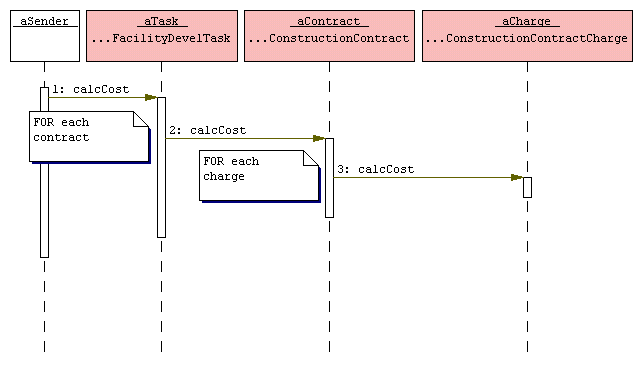 aSender
aTask
...FacilityDevelTask
aContract
...ConstructionContract
aCharge
...ConstructionContractCharge
1: calcCost
FOR each
contract
2: calcCost
FOR each
charge
3: calcCost